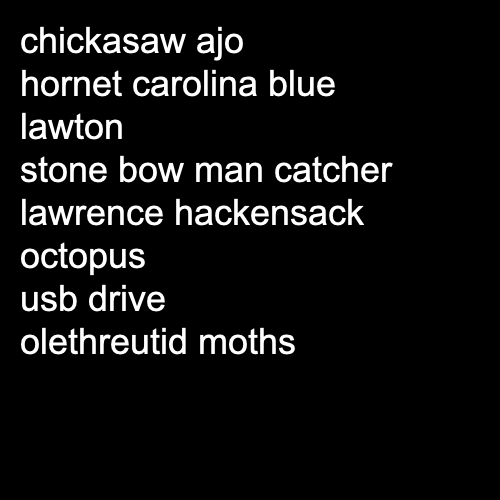 chickasaw ajo
hornet carolina blue
lawton
stone bow man catcher
lawrence hackensack
octopus
usb drive
olethreutid moths